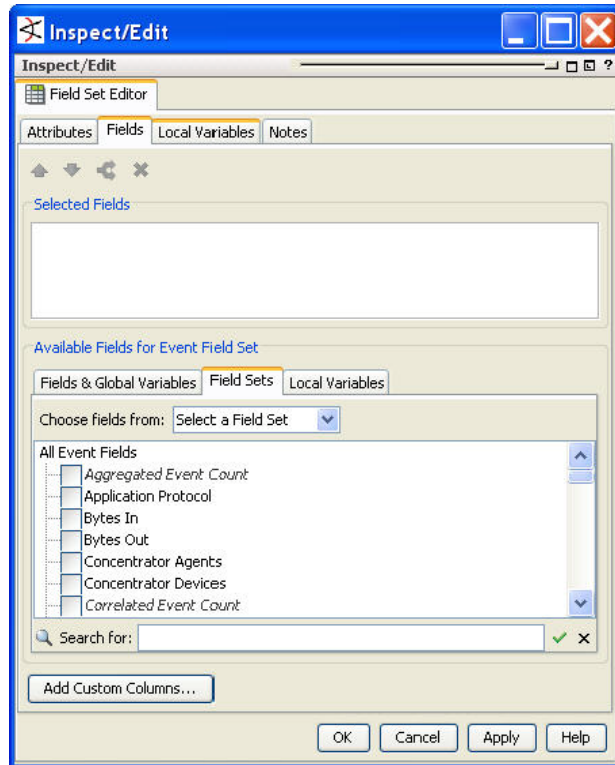 Inspect/Edit
Inspect/Edit ?
Field Set Editor
Attributes Fields Local Variables Notes
Selected Fields
Available Fields for Event Field Set
Fields & Global Variables Field Sets Local Variables
Choose fields from: Select a Field Set
All Event Fields
Aggregated Event Count
Application Protocol
Bytes In
Bytes Out
Concentrator Agents
Concentrator Devices
Correlated Event Count
Search for:
Add Custom Columns...
OK Cancel Apply Help